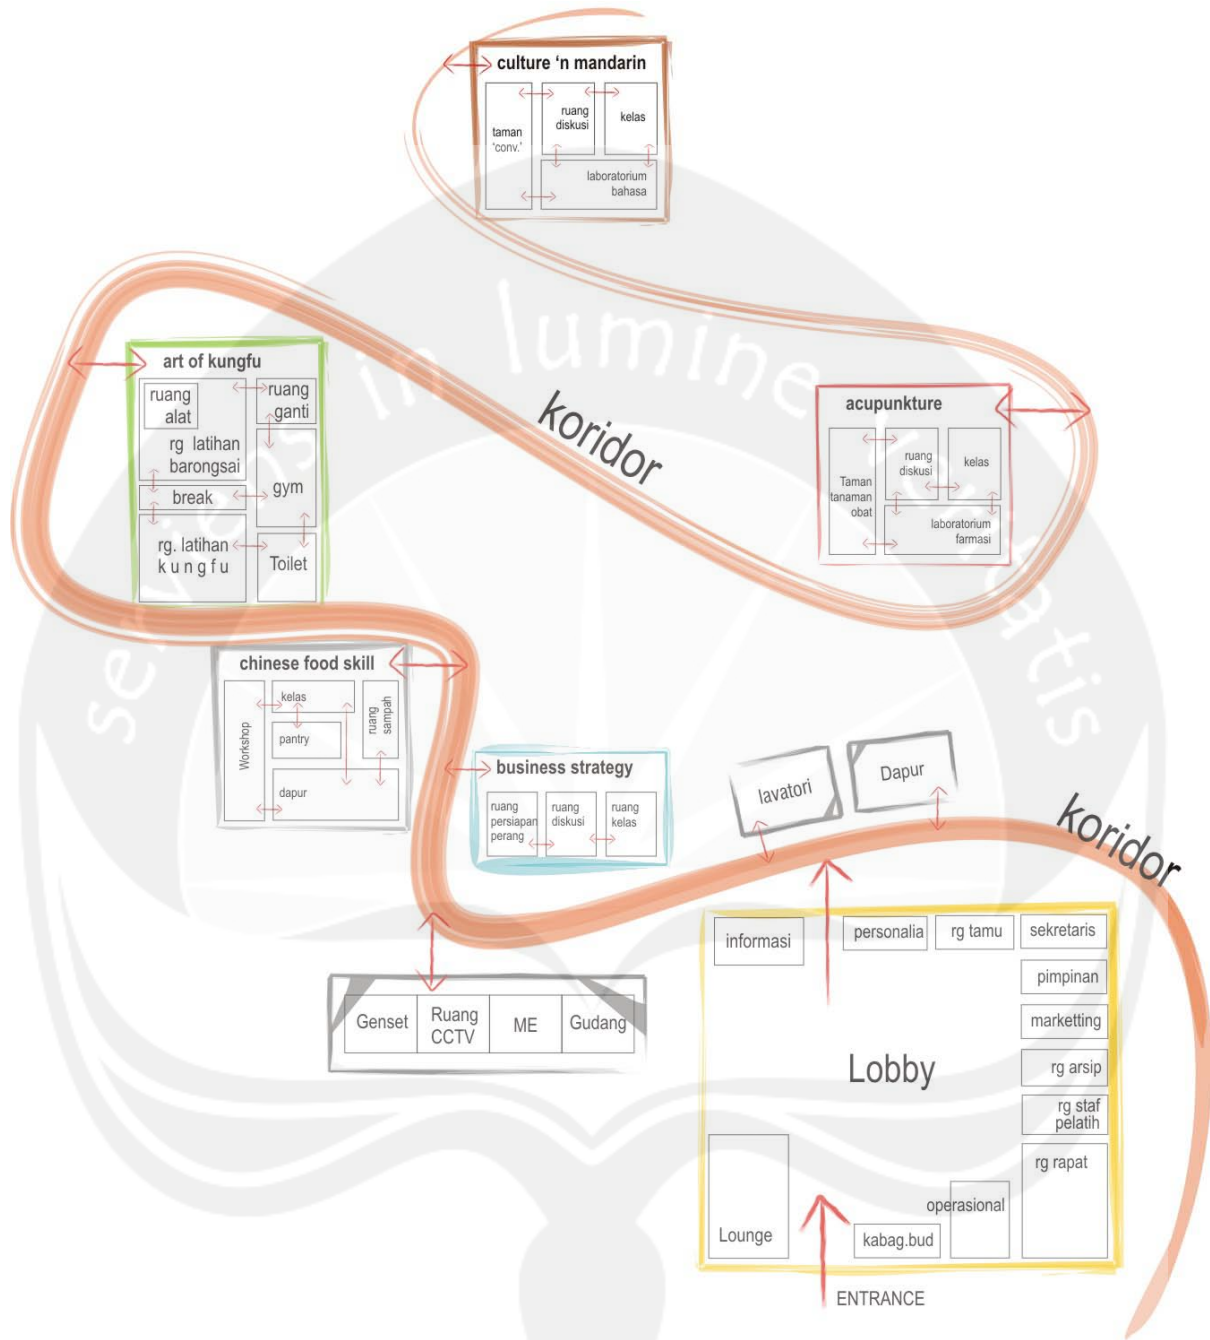 culture 'n mandarin
taman
'conv.'
ruang
diskusi
kelas
laboratorium
bahasa
art of kungfu
ruang
alat
ruang
ganti
rg latihan
barongsai
break
gym
rg. latihan
kungfu
Toilet
koridor
acupunkture
Taman
tanaman
obat
ruang
diskusi
kelas
laboratorium
farmasi
chinese food skill
Workshop
kelas
pantry
ruang
sampah
dapur
business strategy
ruang
persiapan
perang
ruang
diskusi
ruang
kelas
lavatori
Dapur
koridor
Genset
Ruang
CCTV
ME
Gudang
informasi
personalia
rg tamu
sekretaris
pimpinan
marketting
rg arsip
rg staf
pelatih
rg rapat
Lobby
Lounge
operasional
kabag.bud
ENTRANCE
serviens in lumine veritatis